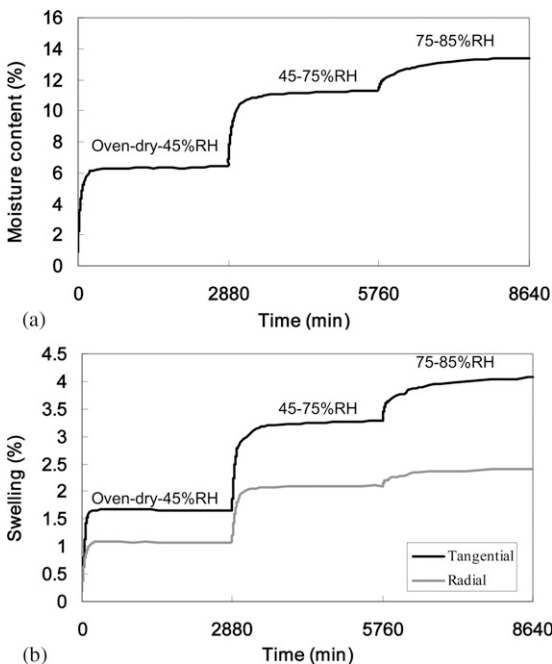 (a)
Moisture content (%)
16
14
12
10
8
6
4
2
0
Oven-dry-45%RH
45-75%RH
75-85%RH
0 2880 5760 8640
Time (min)
(b)
Swelling (%)
4.5
4
3.5
3
2.5
2
1.5
1
0.5
0
Oven-dry-45%RH
45-75%RH
75-85%RH
Tangential
Radial
0 2880 5760 8640
Time (min)